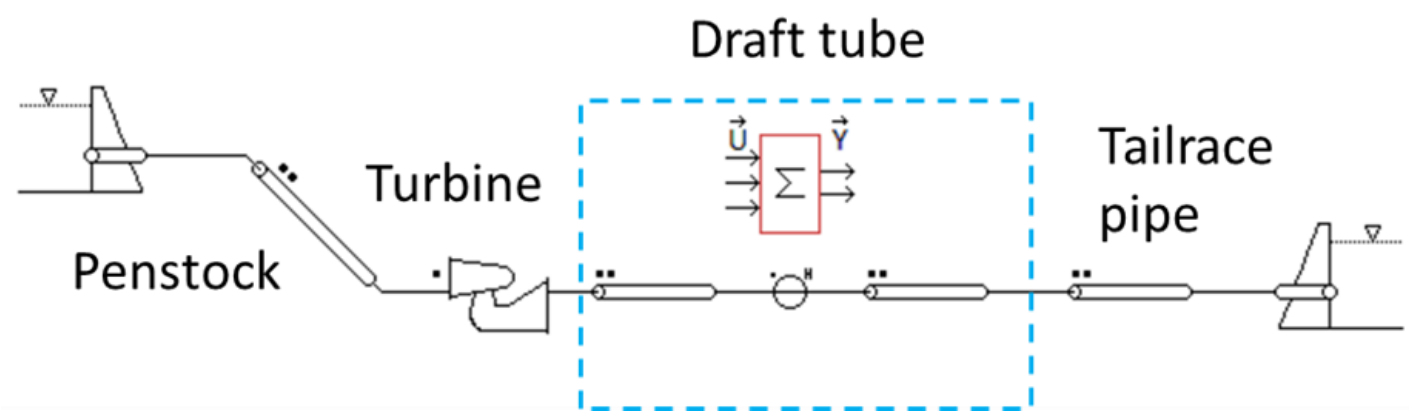 Draft tube
U Y
Σ
Turbine
Tailrace
pipe
Penstock
H